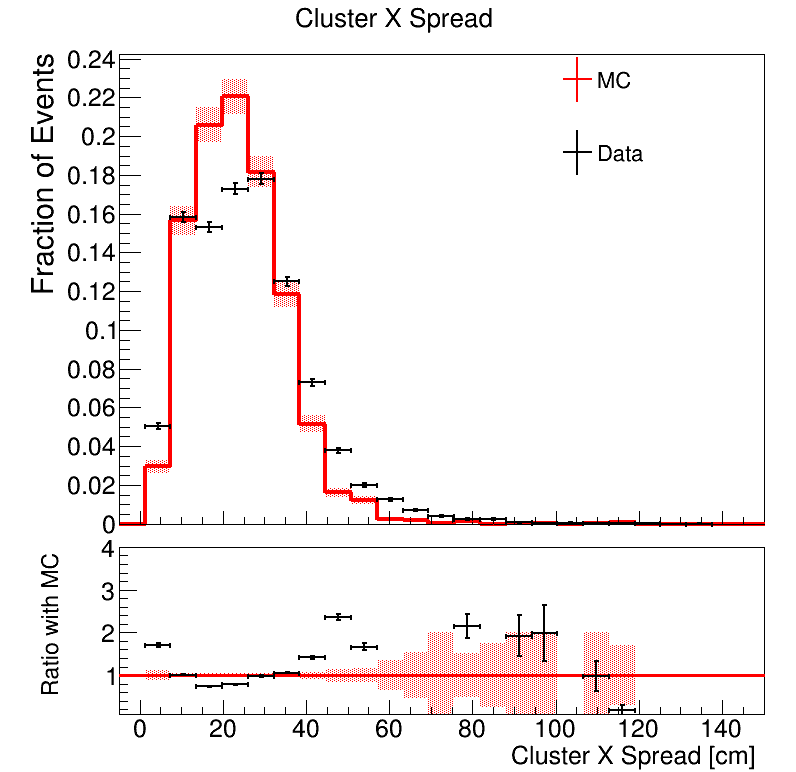 Cluster X Spread
Fraction of Events
0.24
0.22
0.2
0.18
0.16
0.14
0.12
0.1
0.08
0.06
0.04
0.02
0
MC
Data
Ratio with MC
4
3
2
1
0 20 40 60 80 100 120 140
Cluster X Spread [cm]